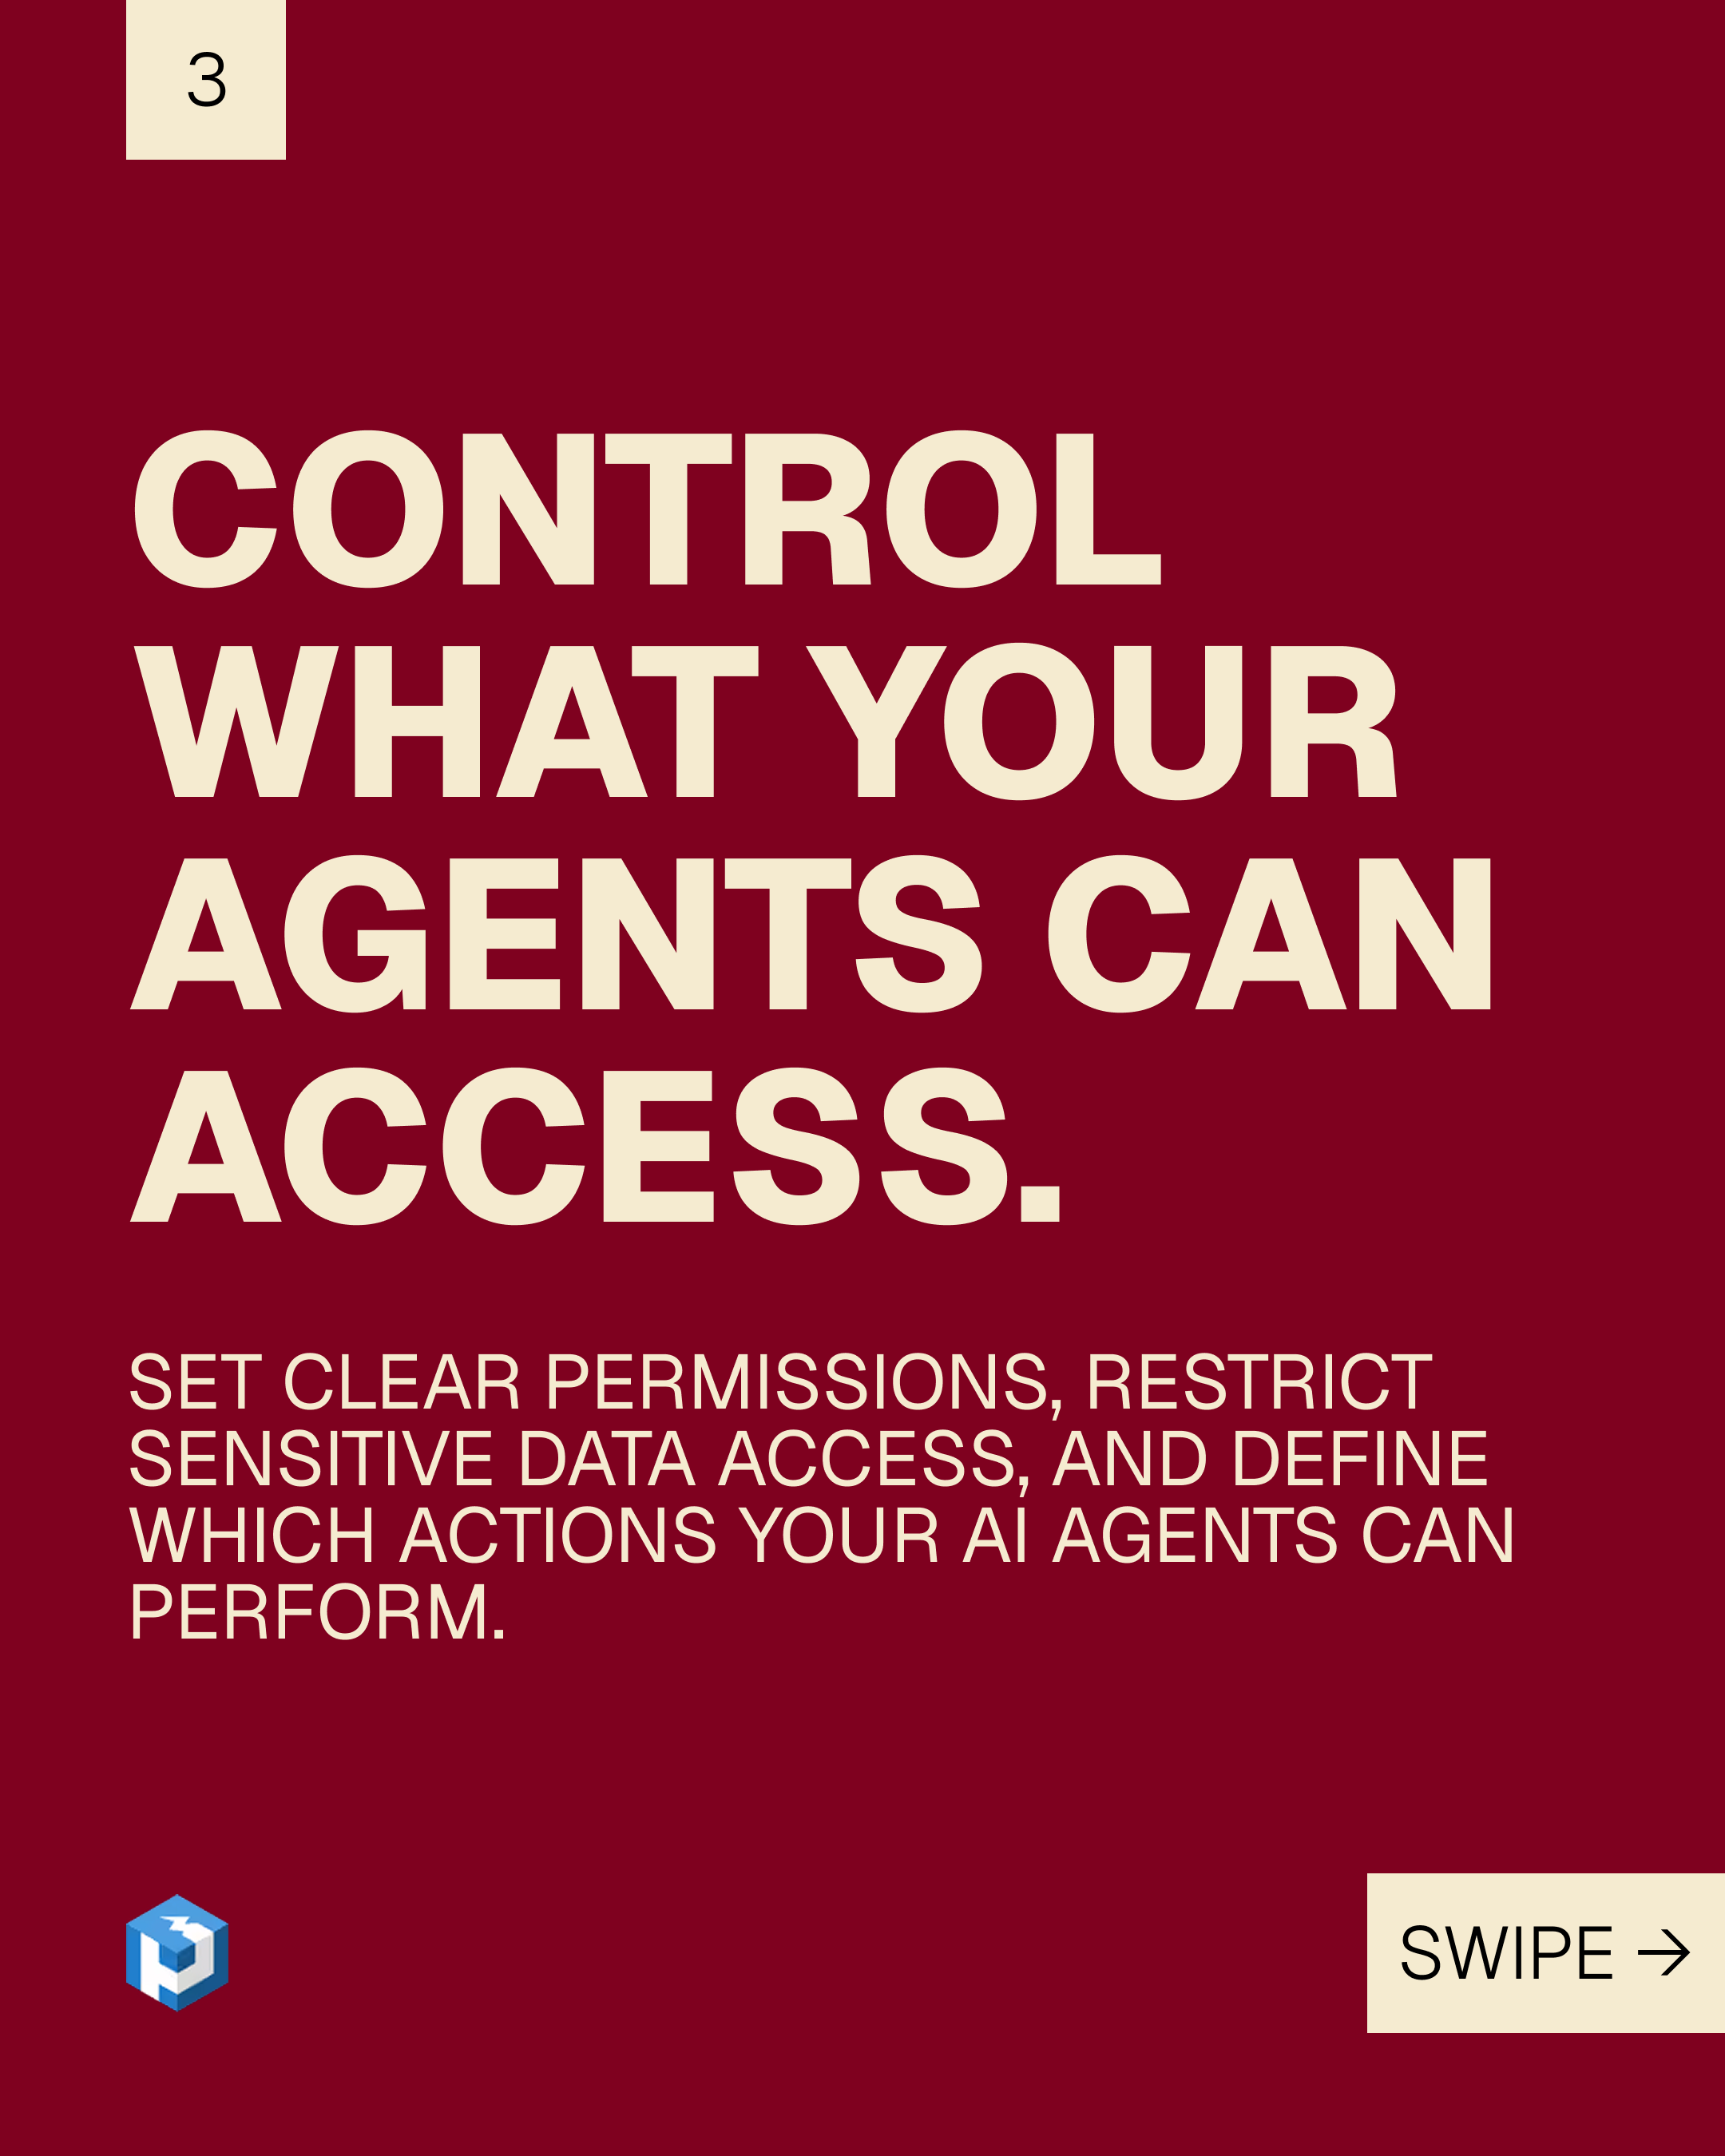 3
CONTROL
WHAT YOUR
AGENTS CAN
ACCESS.
SET CLEAR PERMISSIONS, RESTRICT
SENSITIVE DATA ACCESS, AND DEFINE
WHICH ACTIONS YOUR AI AGENTS CAN
PERFORM.
SWIPE →